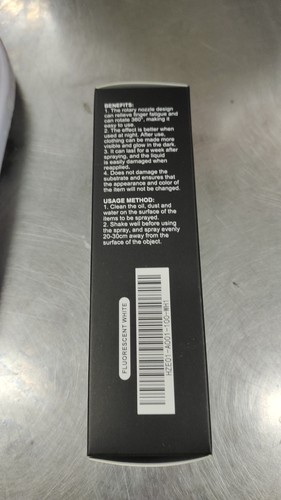 BENEFITS:
1. The rotary nozzle design
can relieve finger fatigue and
can rotate 360°, making it
easy to use.
2. The effect is better when
used at night. After use,
clothing can be made more
visible and glow in the dark.
3. It can last for a week after
spraying, and the liquid
is easily damaged when
reapplied.
4. Does not damage the
substrate and ensures that
the appearance and color of
the item will not be changed.
USAGE METHOD:
1. Clean the oil, dust and
water on the surface of the
items to be sprayed.
2. Shake well before using
the spray, and spray evenly
20-30cm away from the
surface of the object.
FLUORESCENT WHITE
HZE01-AG01-100-WH1